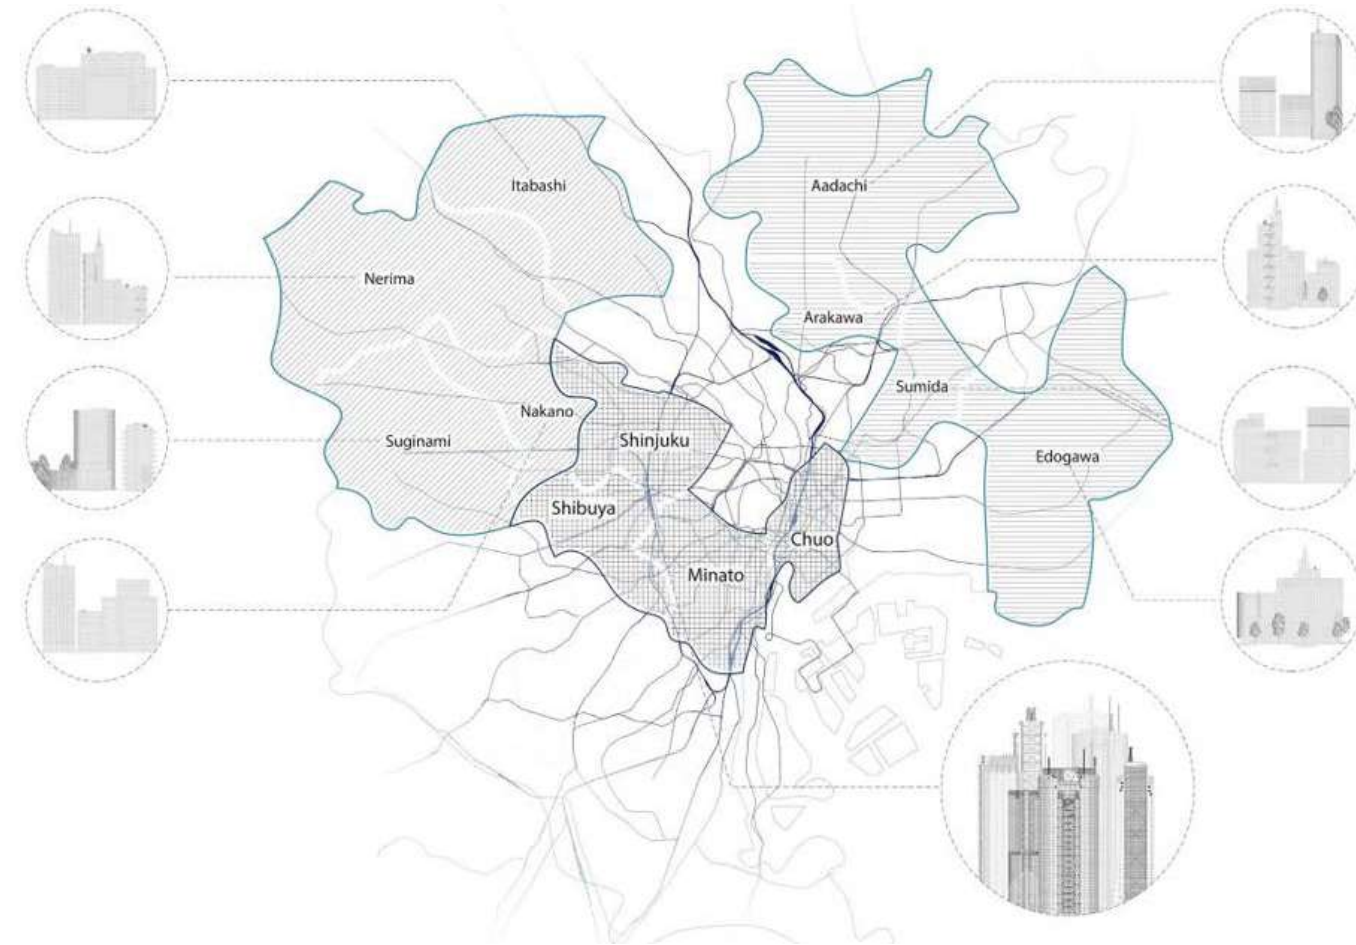 Itabashi
Aadachi
Nerima
Arakawa
Sumida
Nakano
Suginami
Shinjuku
Edogawa
Shibuya
Chuo
Minato